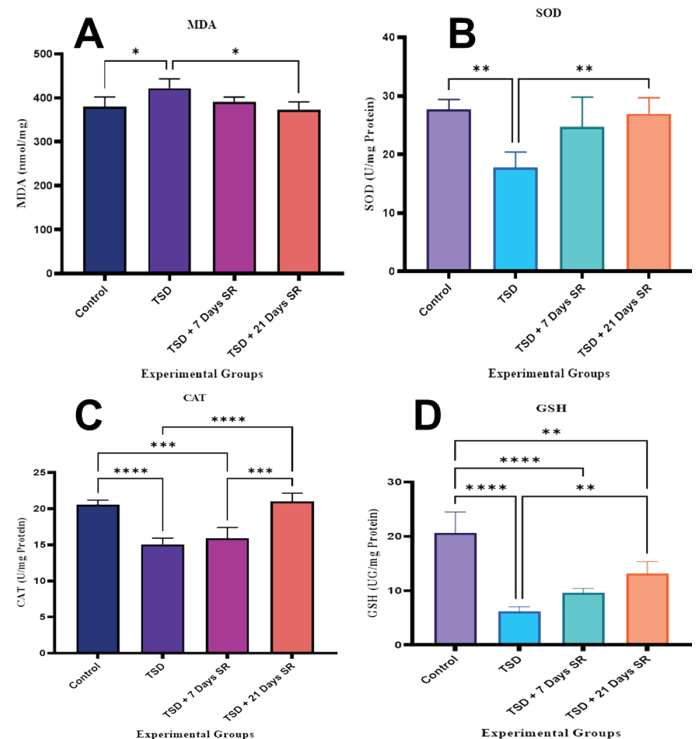 A
MDA
MDA (nmol/mg)
500
400
300
200
100
0
*
*
Control
TSD
TSD + 7 Days SR
TSD + 21 Days SR
Experimental Groups
B
SOD
SOD (U/mg Protein)
40
30
20
10
0
**
**
Control
TSD
TSD + 7 Days SR
TSD + 21 Days SR
Experimental Groups
C
CAT
CAT (U/mg Protein)
25
20
15
10
5
0
****
***
****
***
Control
TSD
TSD + 7 Days SR
TSD + 21 Days SR
Experimental Groups
D
GSH
GSH (UG/mg Protein)
30
20
10
0
**
****
****
**
Control
TSD
TSD + 7 Days SR
TSD + 21 Days SR
Experimental Groups